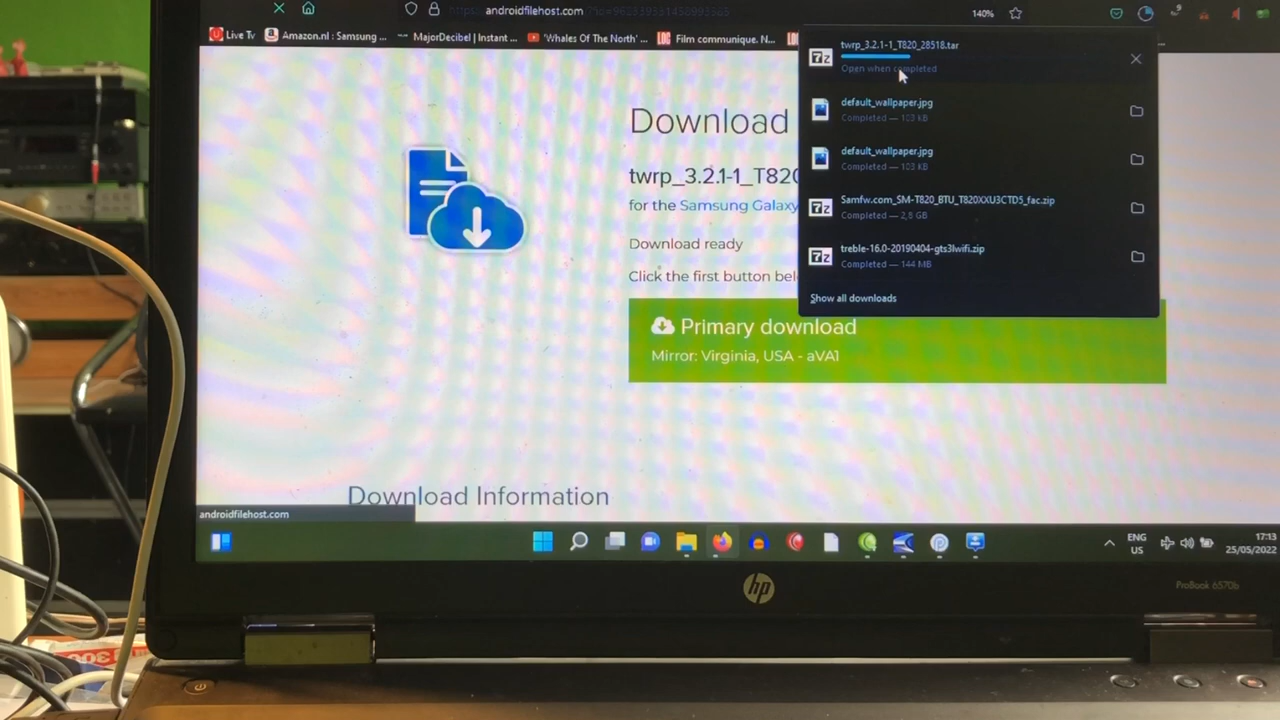 androidfilehost.com
140%
Live Tv
Amazon.nl : Samsung ...
MajorDecibel | Instant ...
'Whales Of The North' ...
Film communique. N...
twrp_3.2.1-1_T820_28518.tar
Open when completed
default_wallpaper.jpg
Completed — 103 kB
default_wallpaper.jpg
Completed — 103 kB
Samfw.com_SM-T820_BTU_T820XXU3CTD5_fac.zip
Completed — 2,8 GB
treble-16.0-20190404-gts3lwifi.zip
Completed — 144 MB
Show all downloads
Download
twrp_3.2.1-1_T820
for the Samsung Galaxy
Download ready
Click the first button bel
Primary download
Mirror: Virginia, USA - aVA1
Download Information
androidfilehost.com
ENG
US
17:13
25/05/2022
hp
ProBook 6570b
300